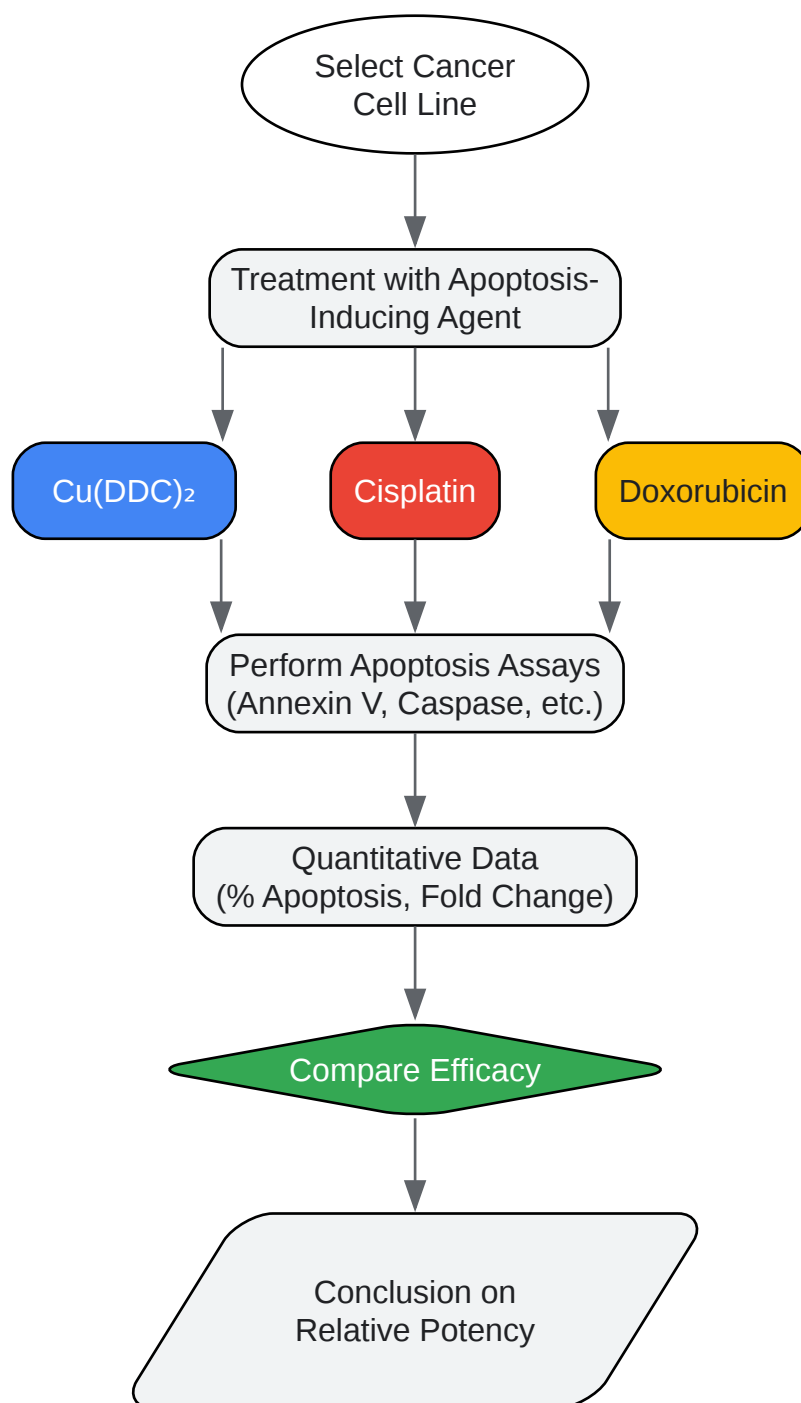 Select Cancer
Cell Line
Treatment with Apoptosis-
Inducing Agent
Cu(DDC)₂
Cisplatin
Doxorubicin
Perform Apoptosis Assays
(Annexin V, Caspase, etc.)
Quantitative Data
(% Apoptosis, Fold Change)
Compare Efficacy
Conclusion on
Relative Potency